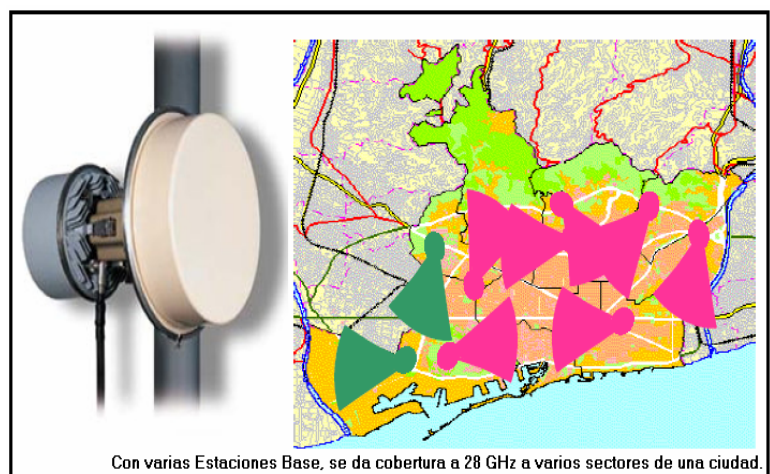 Con varias Estaciones Base, se da cobertura a 28 GHz a varios sectores de una ciudad.